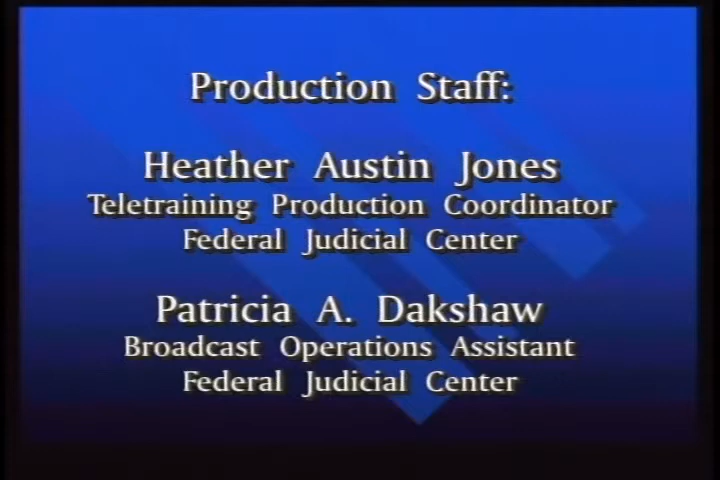 Production Staff:
Heather Austin Jones
Teletraining Production Coordinator
Federal Judicial Center
Patricia A. Dakshaw
Broadcast Operations Assistant
Federal Judicial Center